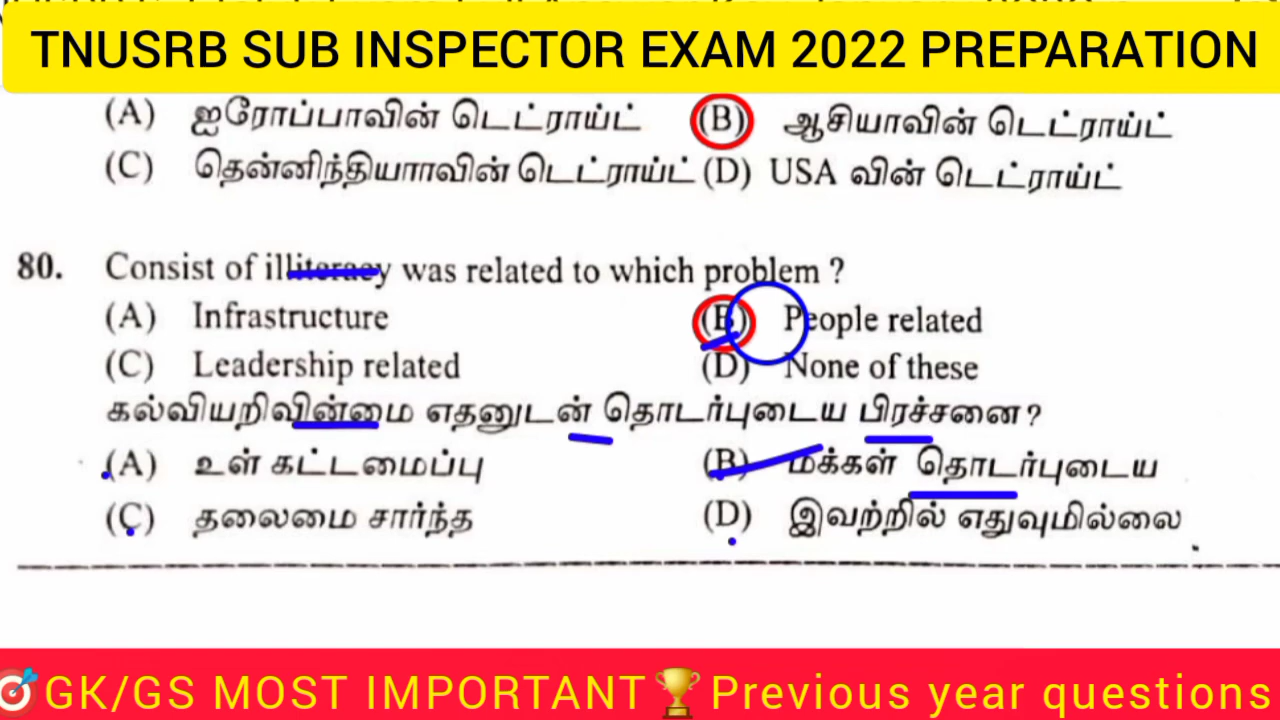 TNUSRB SUB INSPECTOR EXAM 2022 PREPARATION
(A) ஐரோப்பாவின் டெட்ராய்ட் (B) ஆசியாவின் டெட்ராய்ட்
(C) தென்னிந்தியாாவின் டெட்ராய்ட் (D) USA வின் டெட்ராய்ட்
80. Consist of illiteracy was related to which problem ?
(A) Infrastructure (B) People related
(C) Leadership related (D) None of these
கல்வியறிவின்மை எதனுடன் தொடர்புடைய பிரச்சனை?
(A) உள் கட்டமைப்பு (B) மக்கள் தொடர்புடைய
(C) தலைமை சார்ந்த (D) இவற்றில் எதுவுமில்லை
GK/GS MOST IMPORTANT Previous year questions